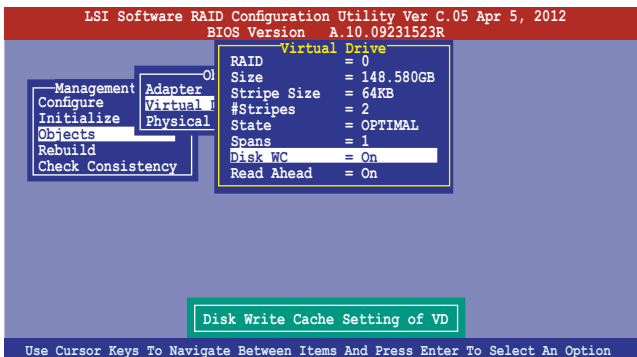 LSI Software RAID Configuration Utility Ver C.05 Apr 5, 2012
BIOS Version A.10.09231523R
Management
Configure
Initialize
Objects
Rebuild
Check Consistency
Adapter
Virtual
Physical
Virtual Drive
RAID = 0
Size = 148.580GB
Stripe Size = 64KB
#Stripes = 2
State = OPTIMAL
Spans = 1
Disk WC = On
Read Ahead = On
Disk Write Cache Setting of VD
Use Cursor Keys To Navigate Between Items And Press Enter To Select An Option